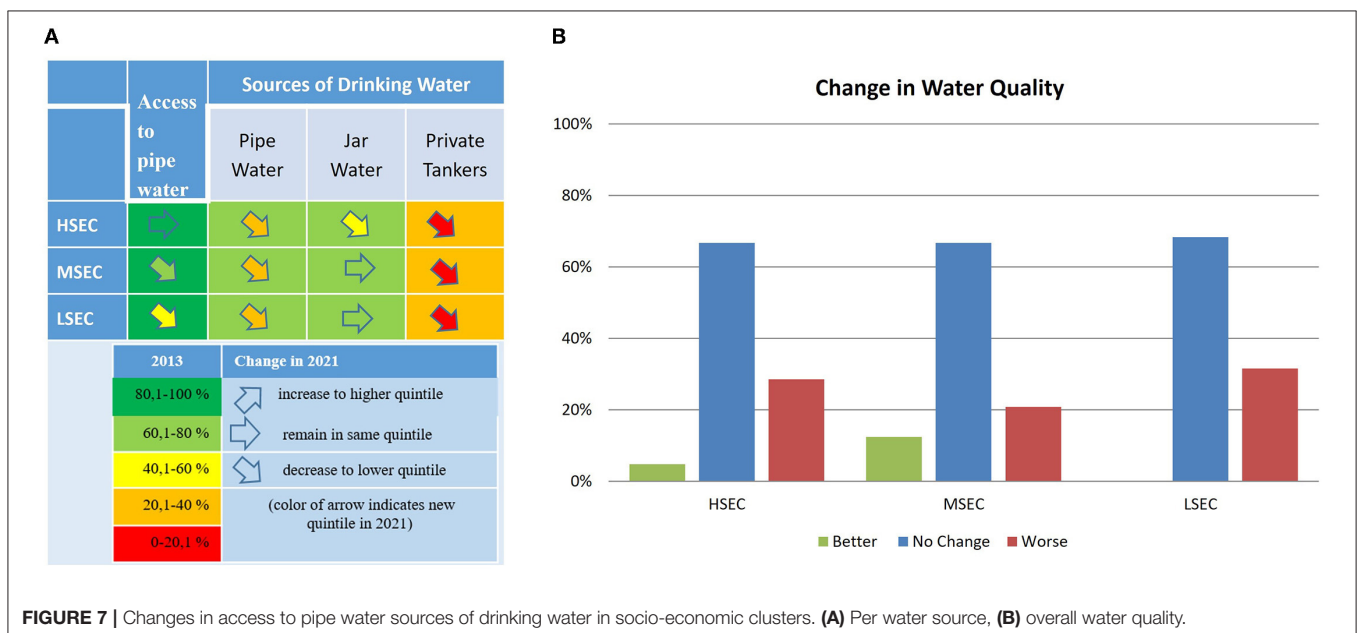 A
Sources of Drinking Water
Access
to
pipe
water
Pipe
Water
Jar
Water
Private
Tankers
HSEC
MSEC
LSEC
2013
Change in 2021
80,1-100 %
increase to higher quintile
60,1-80 %
remain in same quintile
40,1-60 %
decrease to lower quintile
20,1-40 %
(color of arrow indicates new
quintile in 2021)
0-20,1 %
B
Change in Water Quality
100%
80%
60%
40%
20%
0%
HSEC
MSEC
LSEC
Better
No Change
Worse
FIGURE 7 | Changes in access to pipe water sources of drinking water in socio-economic clusters. (A) Per water source, (B) overall water quality.